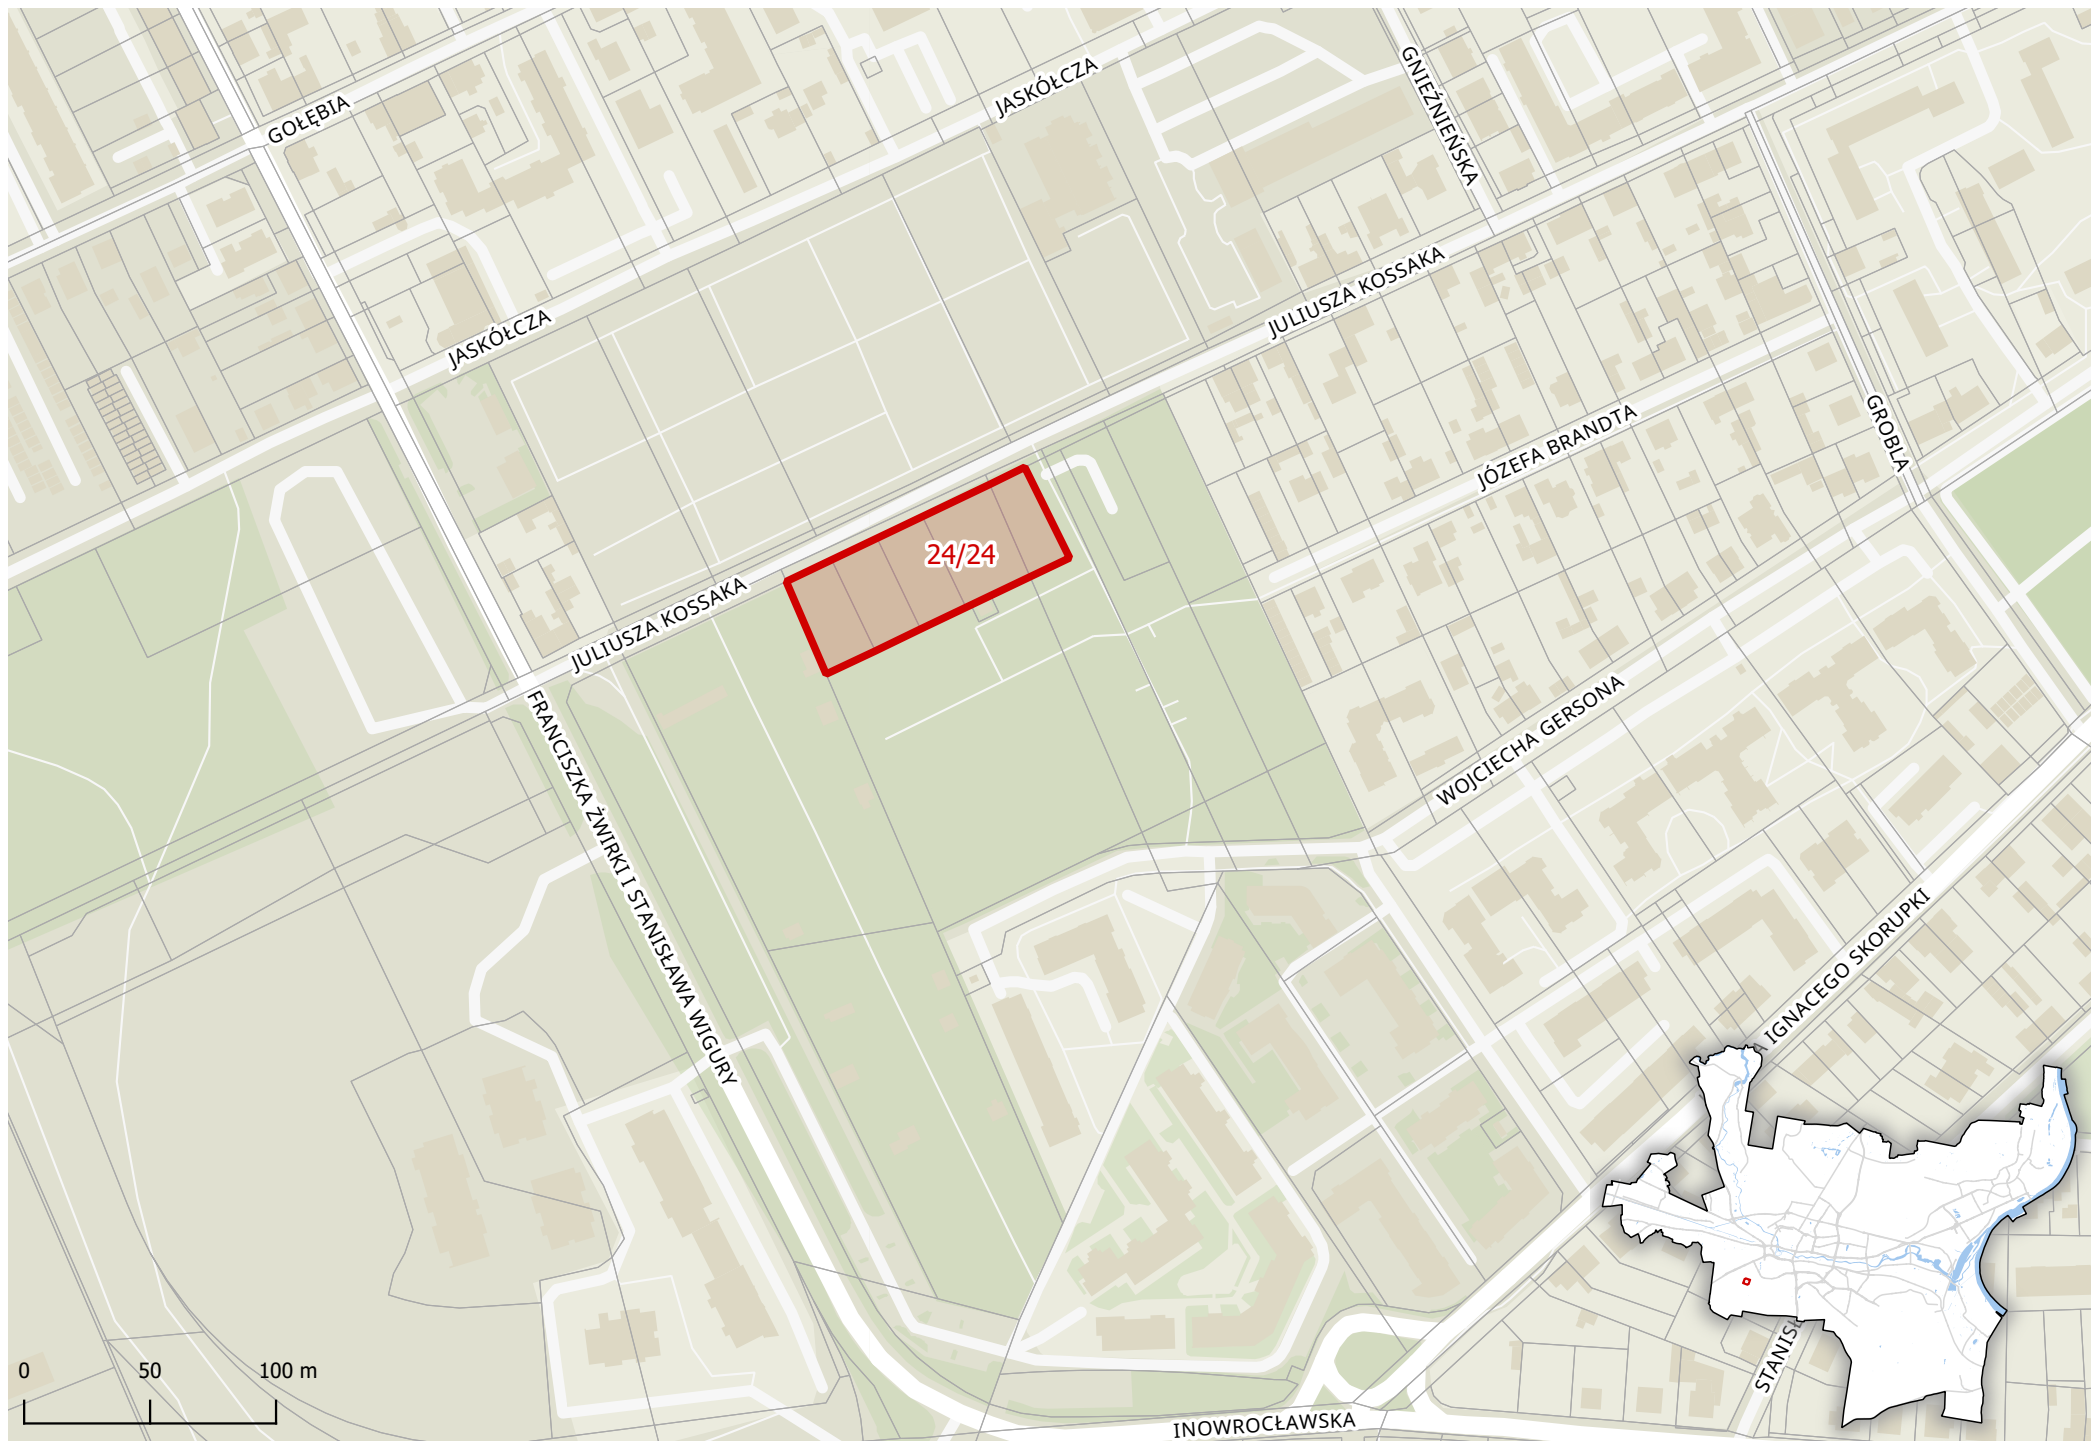 GOŁĘBIA
JASKÓŁCZA
GNIEŹNIEŃSKA
JULIUSZA KOSSAKA
JASKÓŁCZA
JÓZEFA BRANDTA
GROBLA
24/24
JULIUSZA KOSSAKA
FRANCISZKA ŻWIRKI I STANISŁAWA WIGURY
WOJCIECHA GERSONA
IGNACEGO SKORUPKI
0 50 100 m
INOWROCŁAWSKA